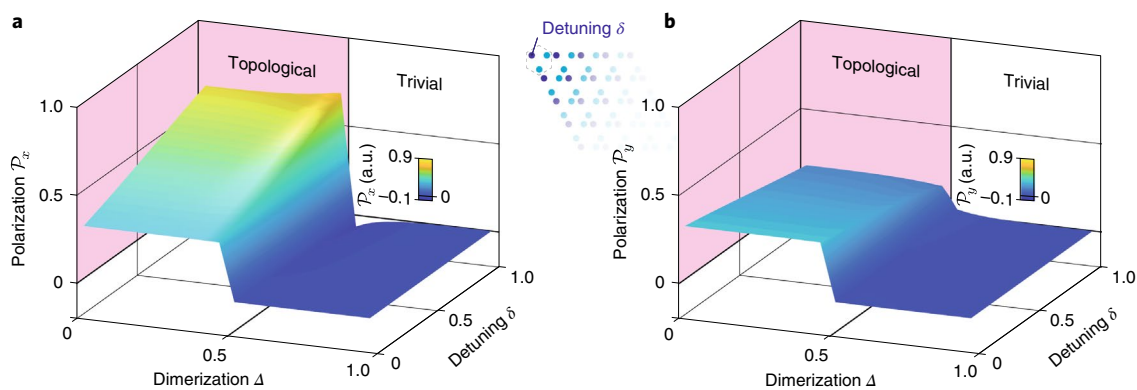 a
Detuning δ
b
Topological
Trivial
Polarization 𝒫x
1.0
0.5
0
𝒫x (a.u.)
0.9
−0.1
0
0
0.5
1.0
Dimerization Δ
0
0.5
1.0
Detuning δ
Topological
Trivial
Polarization 𝒫y
1.0
0.5
0
𝒫y (a.u.)
0.9
−0.1
0
0
0.5
1.0
Dimerization Δ
0
0.5
1.0
Detuning δ